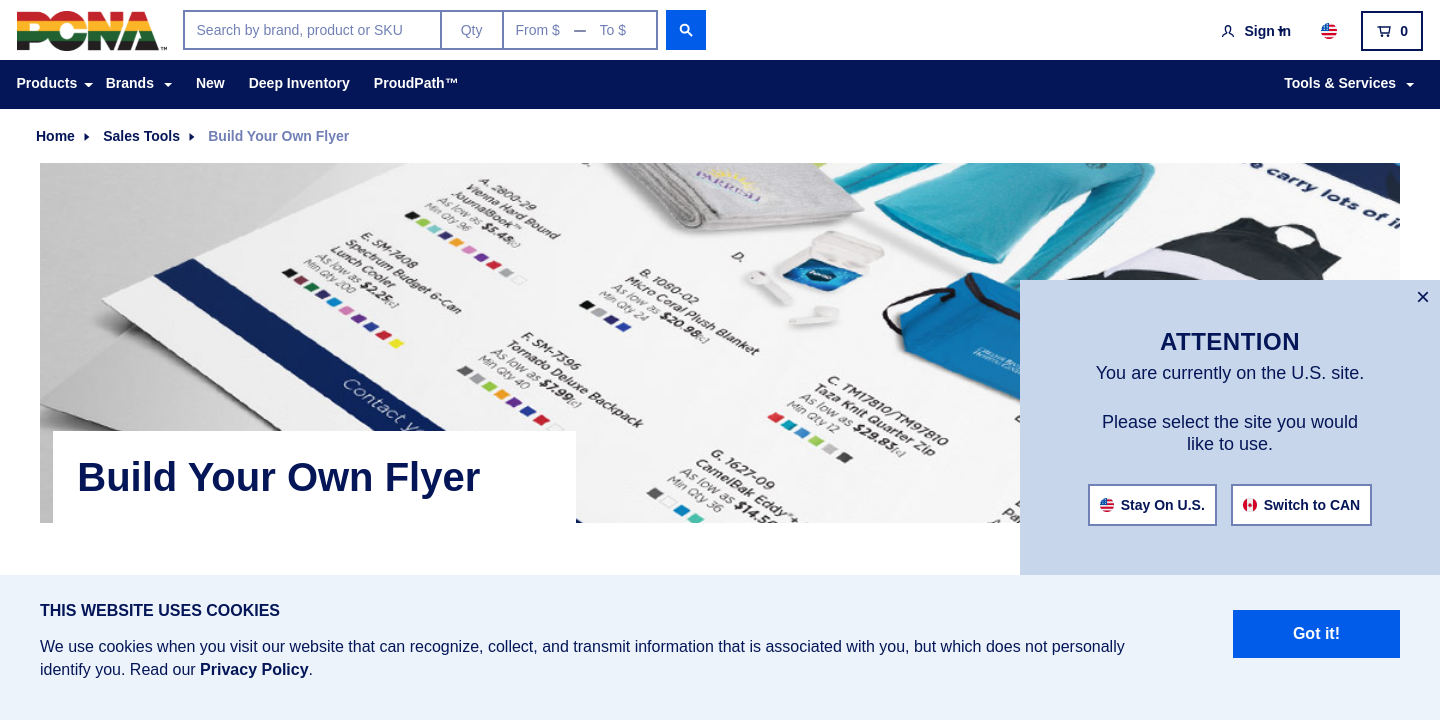 PCNA™
Search by brand, product or SKU
Qty
From $ — To $
Sign In
0
Products
Brands
New
Deep Inventory
ProudPath™
Tools & Services
Home
Sales Tools
Build Your Own Flyer
A. 2800-29
Vienna Hard Bound
JournalBook™
As low as $5.43(c)
Min Qty 96
E. SM-7408
Spectrum Budget 6-Can
Lunch Cooler
As low as $2.25(c)
Min Qty 200
F. SM-7396
Tornado Deluxe Backpack
As low as $7.99(c)
Min Qty 40
Contact y
B. 1080-02
Micro Coral Plush Blanket
As low as $20.98(c)
Min Qty 24
D.
C. TM17810/TM97810
Taza Knit Quarter Zip
As low as $29.83(c)
Min Qty 12
G. 1627-09
CamelBak Eddy®+
As low as $14.50
Min Qty 36
e carry lots of i
Build Your Own Flyer
×
ATTENTION
You are currently on the U.S. site.
Please select the site you would
like to use.
Stay On U.S.
Switch to CAN
THIS WEBSITE USES COOKIES
We use cookies when you visit our website that can recognize, collect, and transmit information that is associated with you, but which does not personally
identify you. Read our Privacy Policy.
Got it!